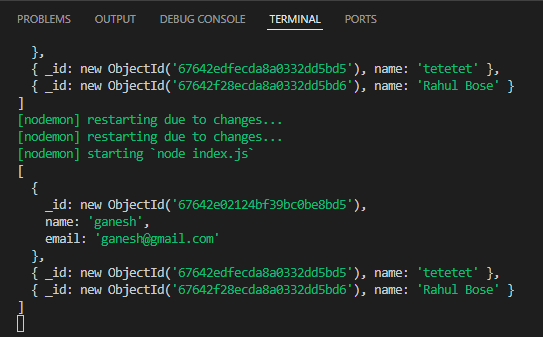 PROBLEMS OUTPUT DEBUG CONSOLE TERMINAL PORTS
},
{ _id: new ObjectId('67642edfecda8a0332dd5bd5'), name: 'tetetet' },
{ _id: new ObjectId('67642f28ecda8a0332dd5bd6'), name: 'Rahul Bose' }
]
[nodemon] restarting due to changes...
[nodemon] restarting due to changes...
[nodemon] starting `node index.js`
[
{
_id: new ObjectId('67642e02124bf39bc0be8bd5'),
name: 'ganesh',
email: 'ganesh@gmail.com'
},
{ _id: new ObjectId('67642edfecda8a0332dd5bd5'), name: 'tetetet' },
{ _id: new ObjectId('67642f28ecda8a0332dd5bd6'), name: 'Rahul Bose' }
]